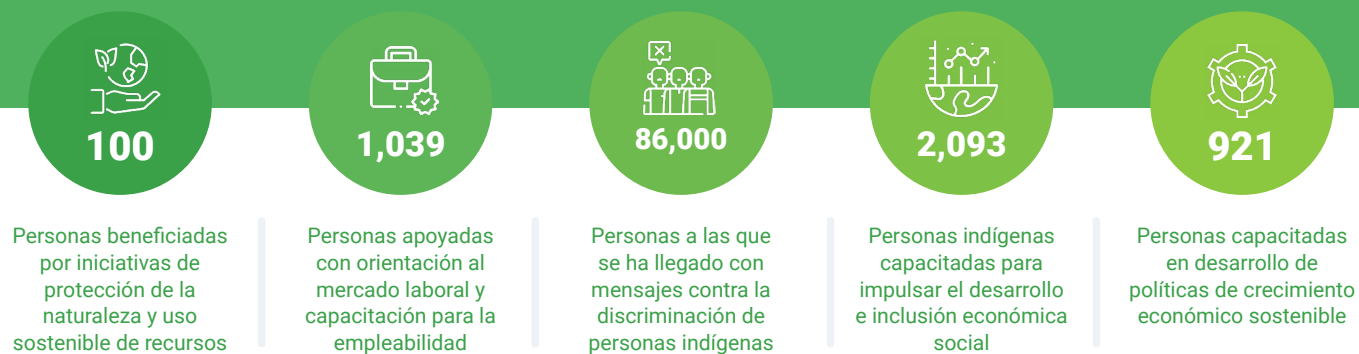 100
Personas beneficiadas
por iniciativas de
protección de la
naturaleza y uso
sostenible de recursos
1,039
Personas apoyadas
con orientación al
mercado laboral y
capacitación para la
empleabilidad
86,000
Personas a las que
se ha llegado con
mensajes contra la
discriminación de
personas indígenas
2,093
Personas indígenas
capacitadas para
impulsar el desarrollo
e inclusión económica
social
921
Personas capacitadas
en desarrollo de
políticas de crecimiento
económico sostenible